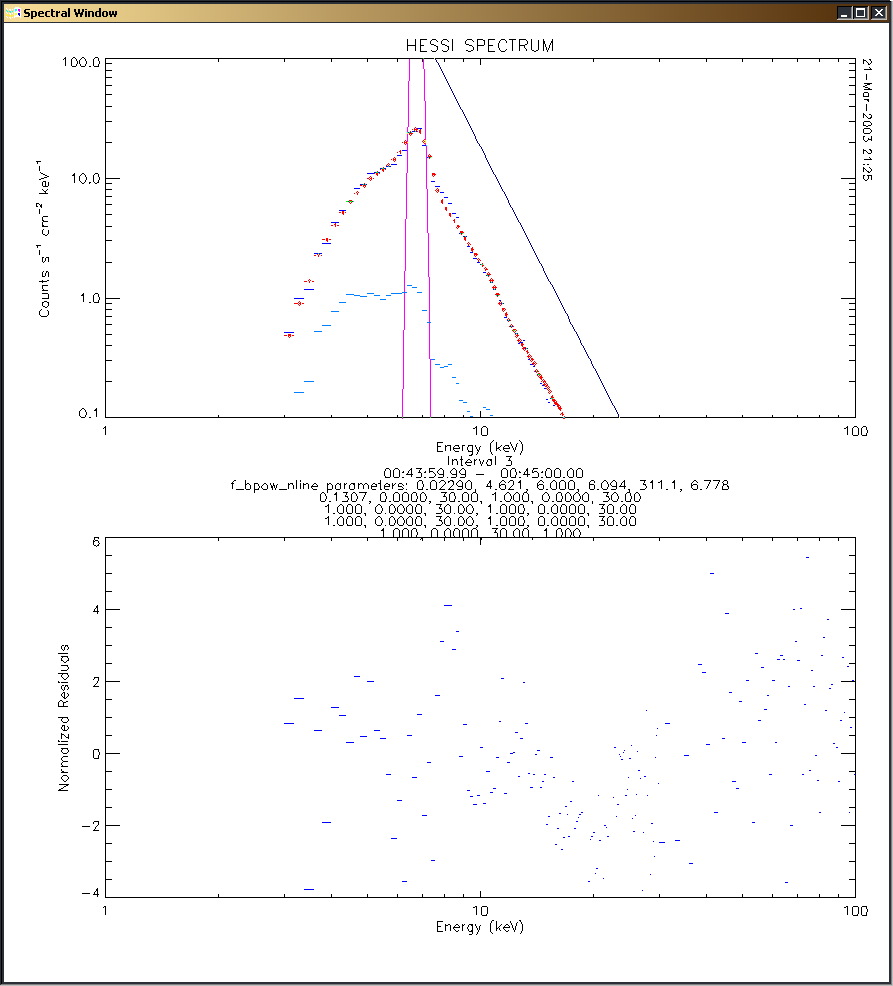 Spectral Window
HESSI SPECTRUM
21-Mar-2003 21:25
100.0
10.0
1.0
0.1
Counts s⁻¹ cm⁻² keV⁻¹
1 10 100
Energy (keV)
Interval 3
00:43:59.99 - 00:45:00.00
f_bpow_nline parameters: 0.02290, 4.621, 6.000, 6.094, 311.1, 6.778
0.1307, 0.0000, 30.00, 1.000, 0.0000, 30.00
1.000, 0.0000, 30.00, 1.000, 0.0000, 30.00
1.000, 0.0000, 30.00, 1.000, 0.0000, 30.00
1.000, 0.0000, 30.00, 1.000
6
4
2
0
-2
-4
Normalized Residuals
1 10 100
Energy (keV)